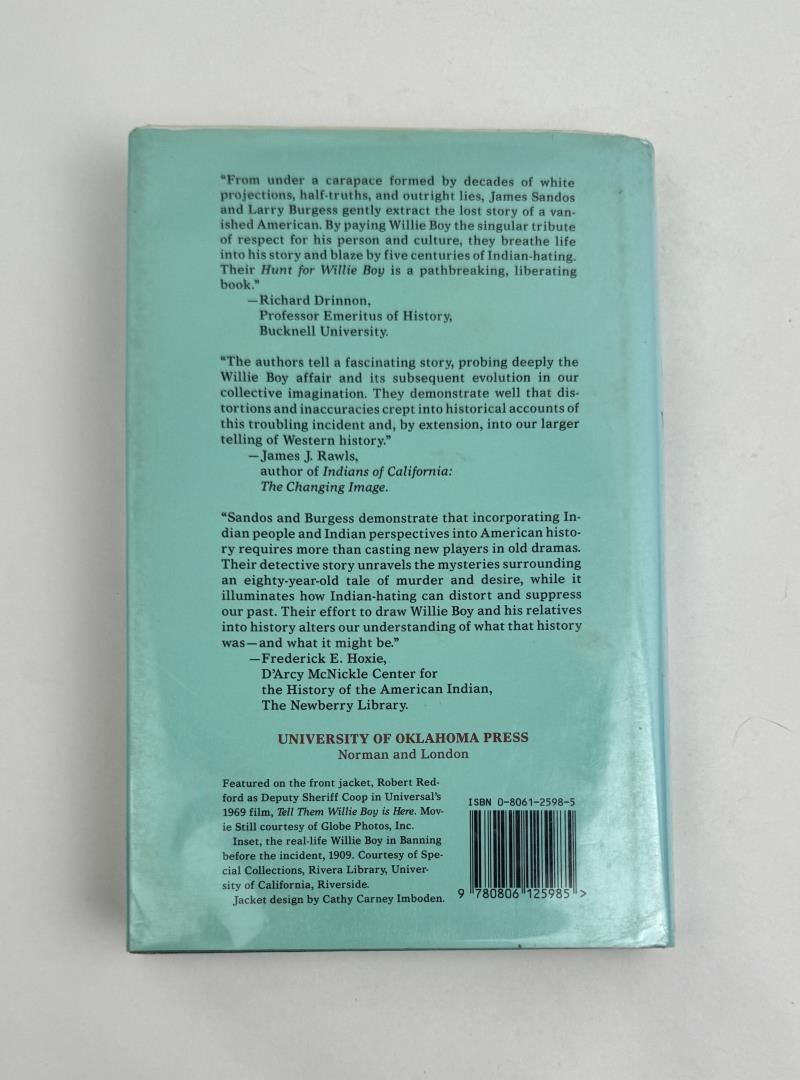 “From under a carapace formed by decades of white
projections, half-truths, and outright lies, James Sandos
and Larry Burgess gently extract the lost story of a van-
ished American. By paying Willie Boy the singular tribute
of respect for his person and culture, they breathe life
into his story and blaze by five centuries of Indian-hating.
Their Hunt for Willie Boy is a pathbreaking, liberating
book.”
—Richard Drinnon,
Professor Emeritus of History,
Bucknell University.
“The authors tell a fascinating story, probing deeply the
Willie Boy affair and its subsequent evolution in our
collective imagination. They demonstrate well that dis-
tortions and inaccuracies crept into historical accounts of
this troubling incident and, by extension, into our larger
telling of Western history.”
—James J. Rawls,
author of Indians of California:
The Changing Image.
“Sandos and Burgess demonstrate that incorporating In-
dian people and Indian perspectives into American histo-
ry requires more than casting new players in old dramas.
Their detective story unravels the mysteries surrounding
an eighty-year-old tale of murder and desire, while it
illuminates how Indian-hating can distort and suppress
our past. Their effort to draw Willie Boy and his relatives
into history alters our understanding of what that history
was—and what it might be.”
—Frederick E. Hoxie,
D’Arcy McNickle Center for
the History of the American Indian,
The Newberry Library.
UNIVERSITY OF OKLAHOMA PRESS
Norman and London
Featured on the front jacket, Robert Red-
ford as Deputy Sheriff Coop in Universal’s
1969 film, Tell Them Willie Boy is Here. Mov-
ie Still courtesy of Globe Photos, Inc.
Inset, the real-life Willie Boy in Banning
before the incident, 1909. Courtesy of Spe-
cial Collections, Rivera Library, Univer-
sity of California, Riverside.
Jacket design by Cathy Carney Imboden.
ISBN 0-8061-2598-5
9 780806 125985 >